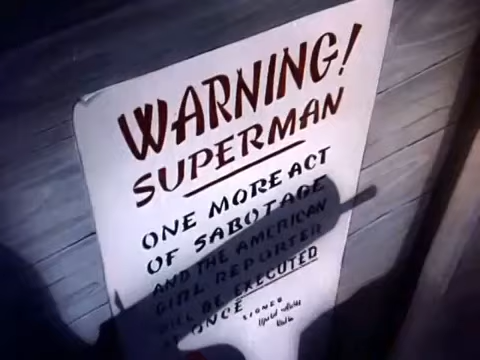 WARNING!
SUPERMAN
ONE MORE ACT
OF SABOTAGE
AND THE AMERICAN
GIRL REPORTER
WILL BE EXECUTED
AT ONCE
SIGNED